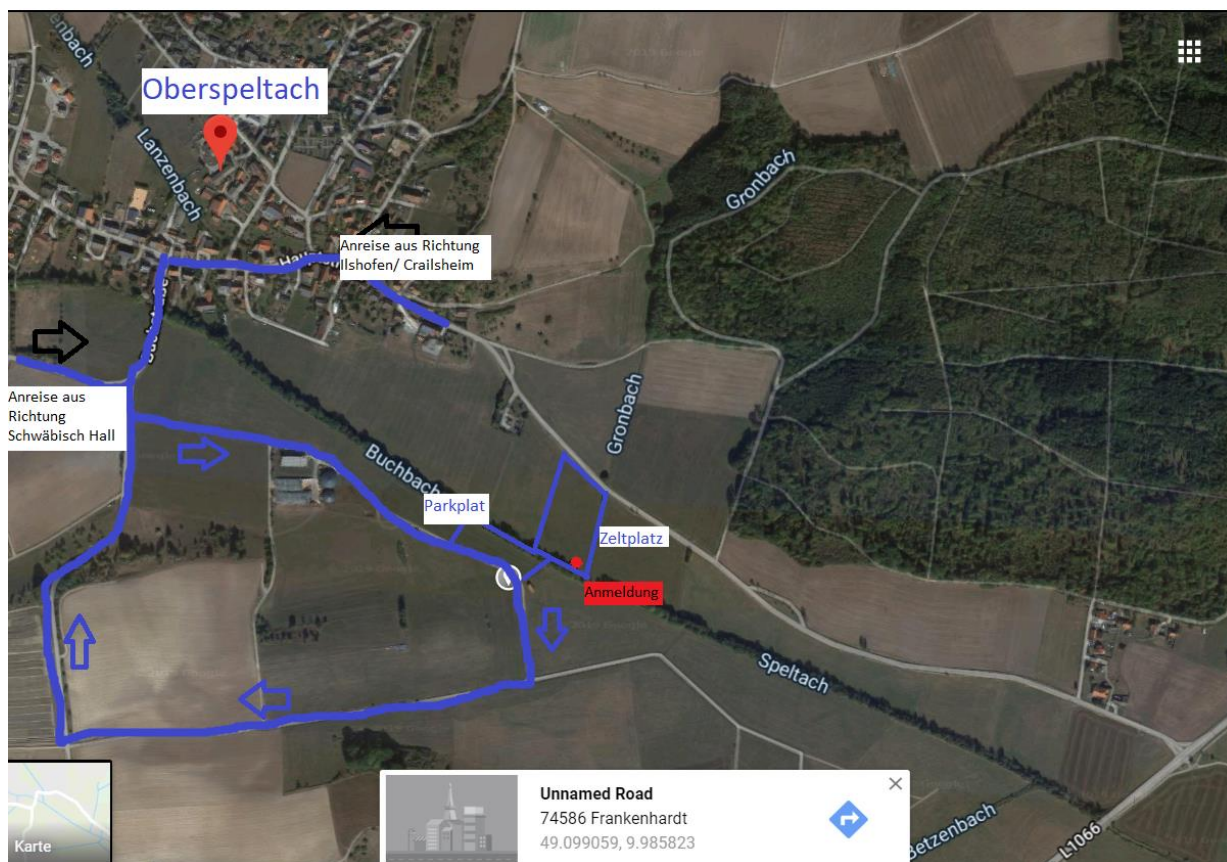 Oberspeltach
Lanzenbach
Gronbach
Anreise aus Richtung
Ilshofen/ Crailsheim
Anreise aus
Richtung
Schwäbisch Hall
Gronbach
Buchbach
Parkplat
Zeltplatz
Anmeldung
Speltach
Karte
Unnamed Road
74586 Frankenhardt
49.099059, 9.985823
Betzenbach
L1066